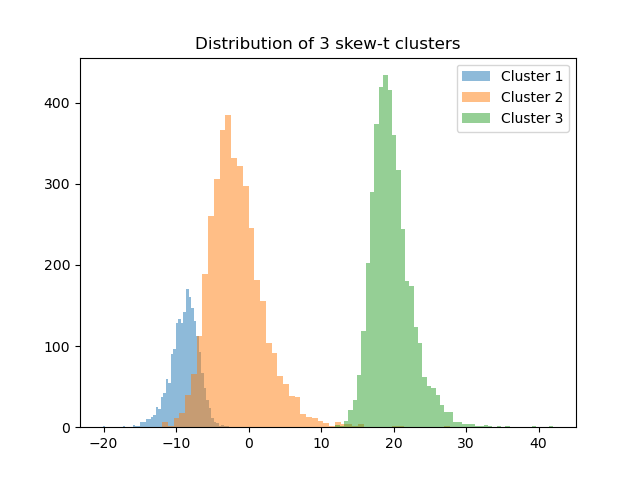 Distribution of 3 skew-t clusters
Cluster 1
Cluster 2
Cluster 3
400
300
200
100
0
−20 −10 0 10 20 30 40